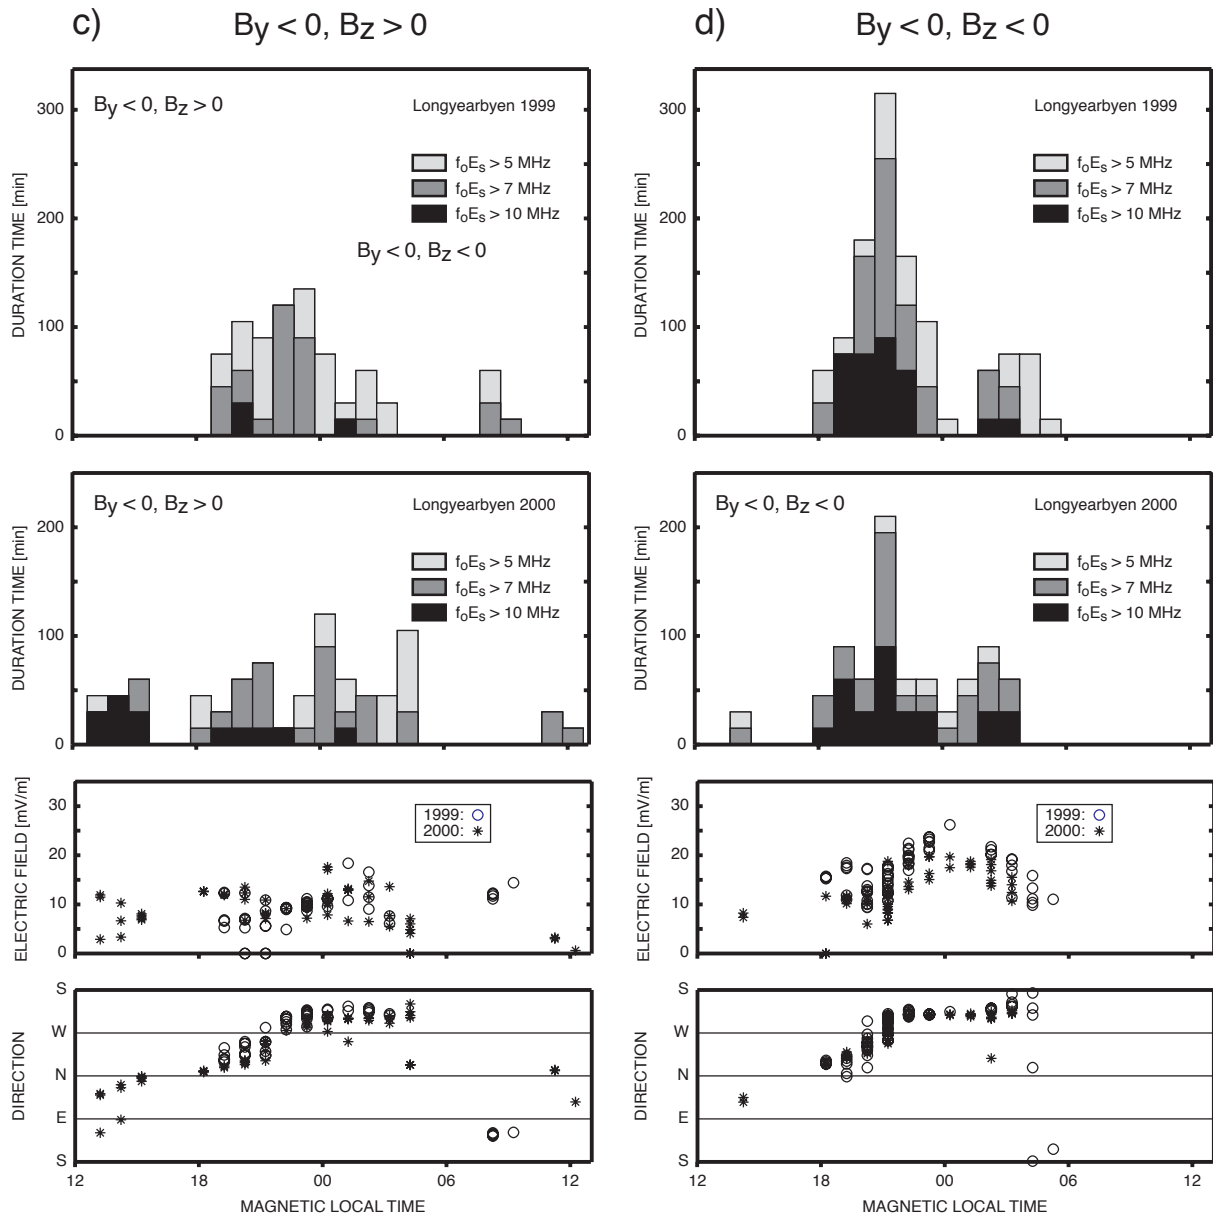 c) By < 0, Bz > 0
By < 0, Bz > 0
Longyearbyen 1999
foEs > 5 MHz
foEs > 7 MHz
foEs > 10 MHz
By < 0, Bz < 0
DURATION TIME [min]
300
200
100
0
By < 0, Bz > 0
Longyearbyen 2000
foEs > 5 MHz
foEs > 7 MHz
foEs > 10 MHz
DURATION TIME [min]
200
100
0
ELECTRIC FIELD [mV/m]
30
20
10
0
1999:
2000:
DIRECTION
S
W
N
E
S
12 18 00 06 12
MAGNETIC LOCAL TIME
d) By < 0, Bz < 0
Longyearbyen 1999
foEs > 5 MHz
foEs > 7 MHz
foEs > 10 MHz
DURATION TIME [min]
300
200
100
0
By < 0, Bz < 0
Longyearbyen 2000
foEs > 5 MHz
foEs > 7 MHz
foEs > 10 MHz
DURATION TIME [min]
200
100
0
ELECTRIC FIELD [mV/m]
30
20
10
0
1999:
2000:
DIRECTION
S
W
N
E
S
12 18 00 06 12
MAGNETIC LOCAL TIME